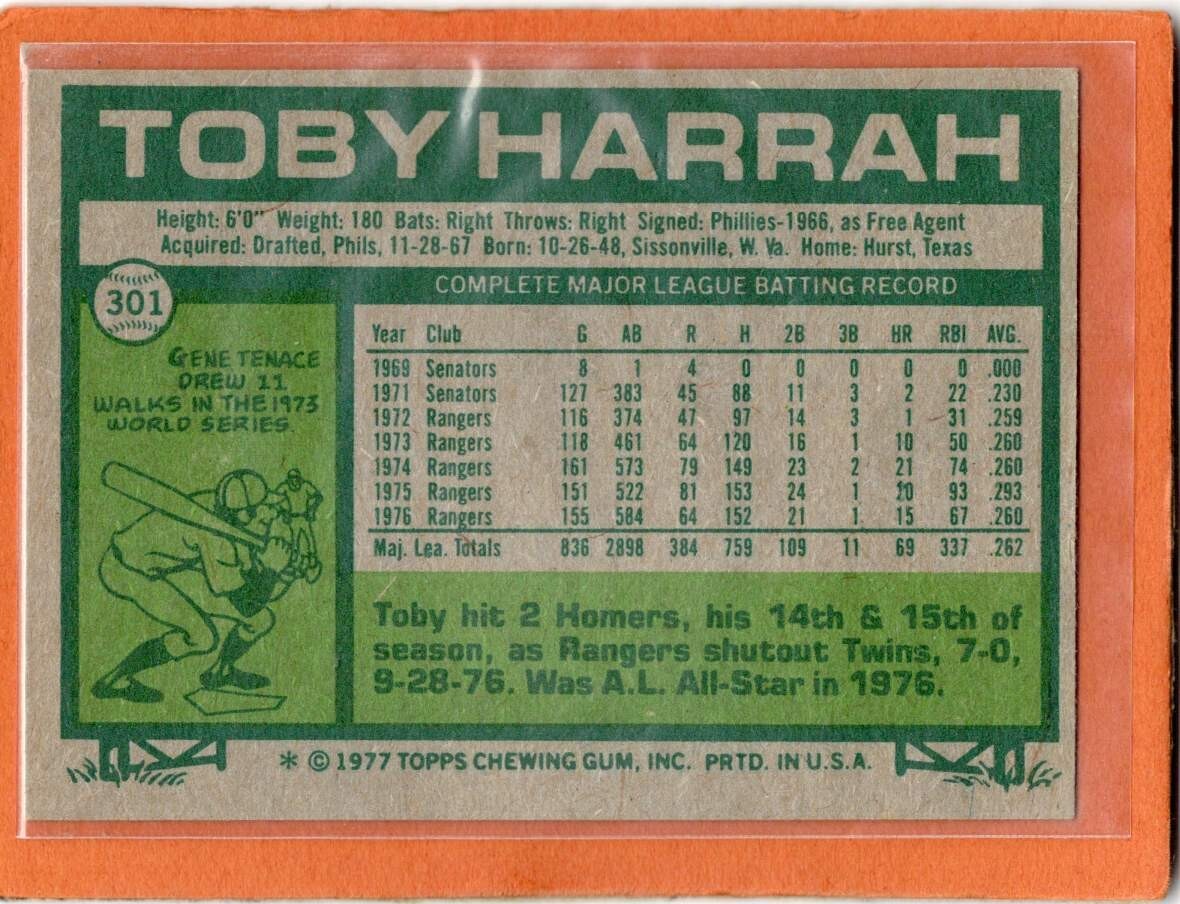 TOBY HARRAH
Height: 6'0" Weight: 180 Bats: Right Throws: Right Signed: Phillies-1966, as Free Agent
Acquired: Drafted, Phils, 11-28-67 Born: 10-26-48, Sissonville, W. Va. Home: Hurst, Texas
301
GENE TENACE
DREW 11
WALKS IN THE 1973
WORLD SERIES.
COMPLETE MAJOR LEAGUE BATTING RECORD
Year Club G AB R H 2B 3B HR RBI AVG.
1969 Senators 8 1 4 0 0 0 0 0 .000
1971 Senators 127 383 45 88 11 3 2 22 .230
1972 Rangers 116 374 47 97 14 3 1 31 .259
1973 Rangers 118 461 64 120 16 1 10 50 .260
1974 Rangers 161 573 79 149 23 2 21 74 .260
1975 Rangers 151 522 81 153 24 1 20 93 .293
1976 Rangers 155 584 64 152 21 1 15 67 .260
Maj. Lea. Totals 836 2898 384 759 109 11 69 337 .262
Toby hit 2 Homers, his 14th & 15th of
season, as Rangers shutout Twins, 7-0,
9-28-76. Was A.L. All-Star in 1976.
* © 1977 TOPPS CHEWING GUM, INC. PRTD. IN U.S.A.